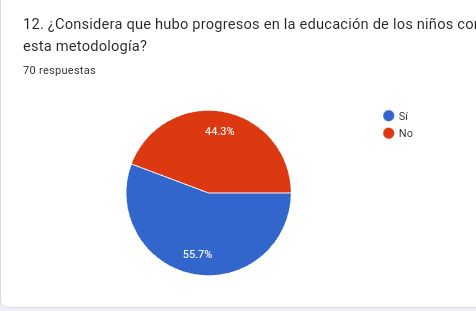 12. ¿Considera que hubo progresos en la educación de los niños
esta metodología?
70 respuestas
44.3%
Sí
No
55.7%